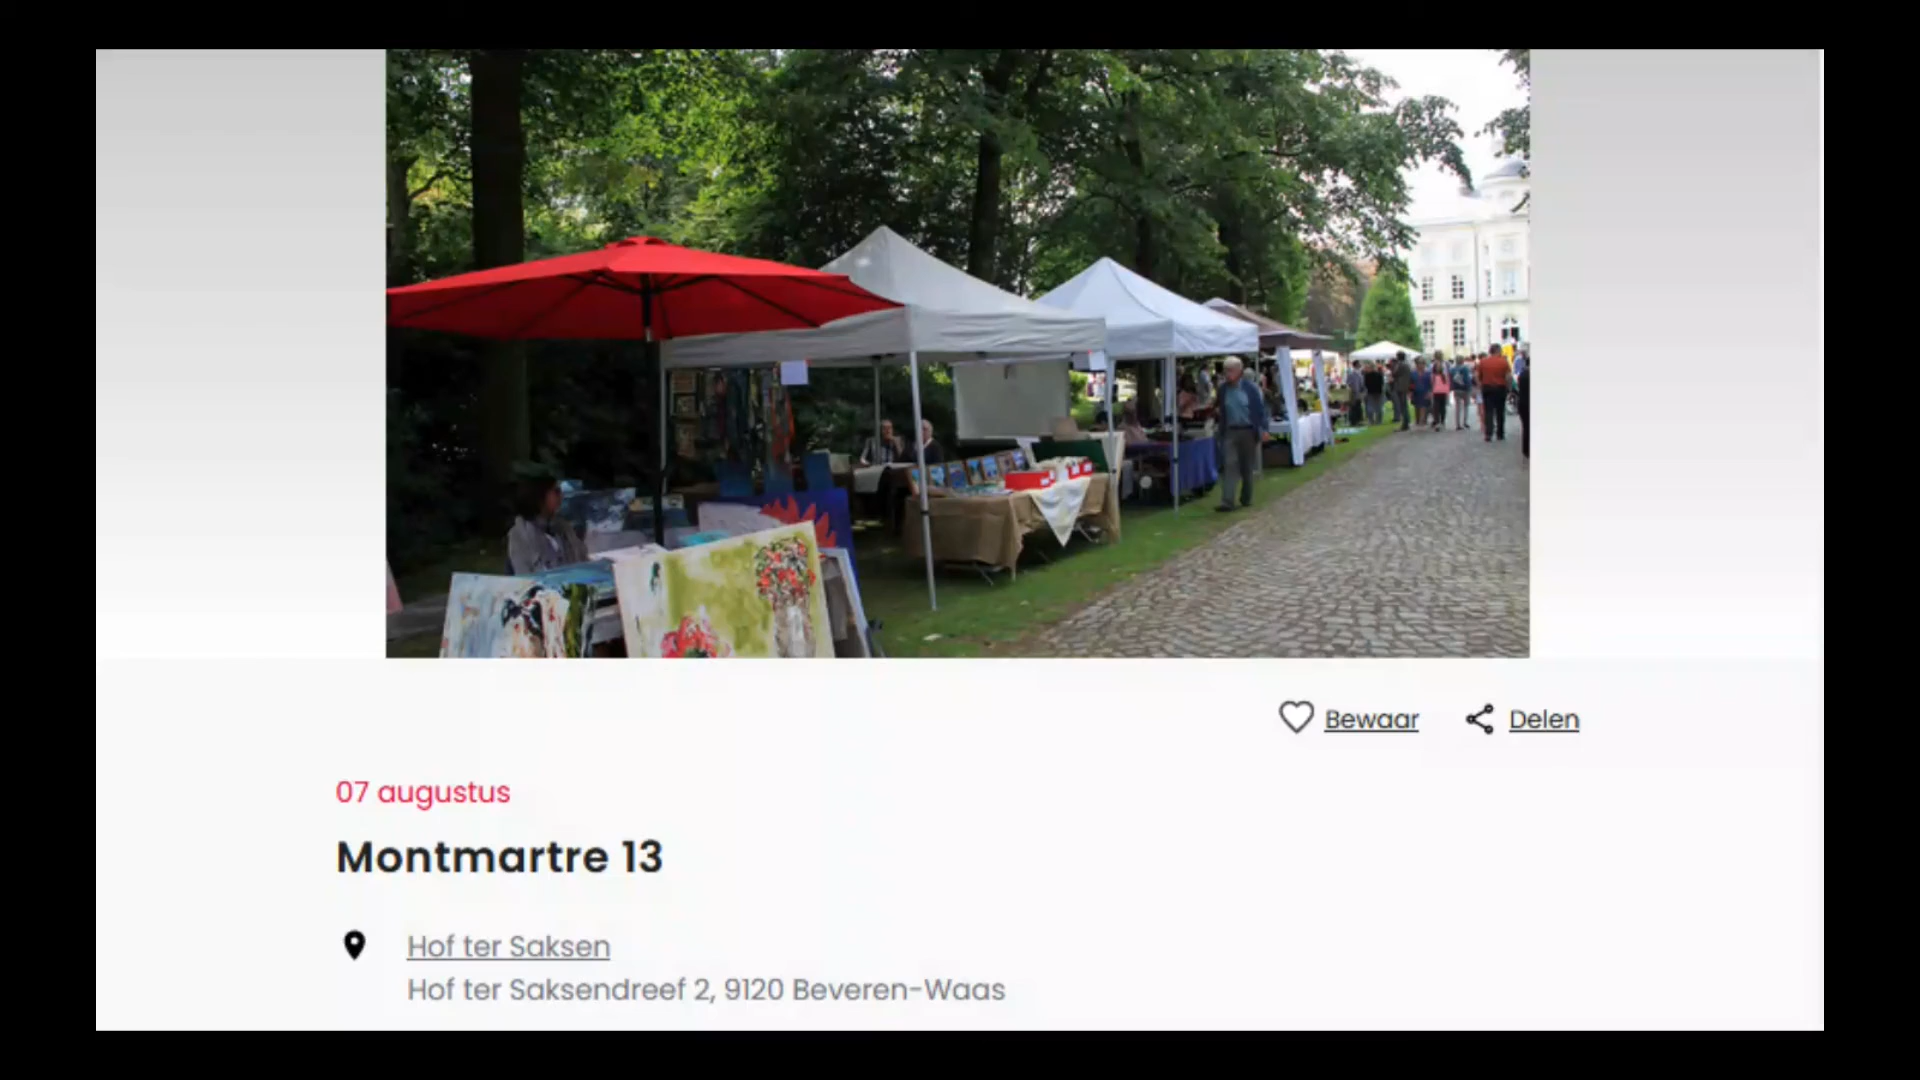 Bewaar Delen
07 augustus
Montmartre 13
Hof ter Saksen
Hof ter Saksendreef 2, 9120 Beveren-Waas